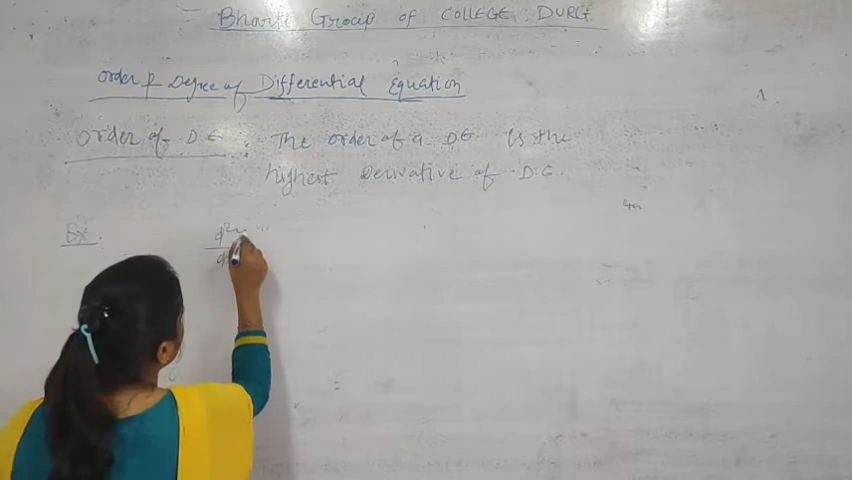 Bharti Group of COLLEGE, DURG.
Order & Degree of Differential Equation
Order of D.E. : The order of a D.E. is the
highest Derivative of D.E.
Ex.
d²y